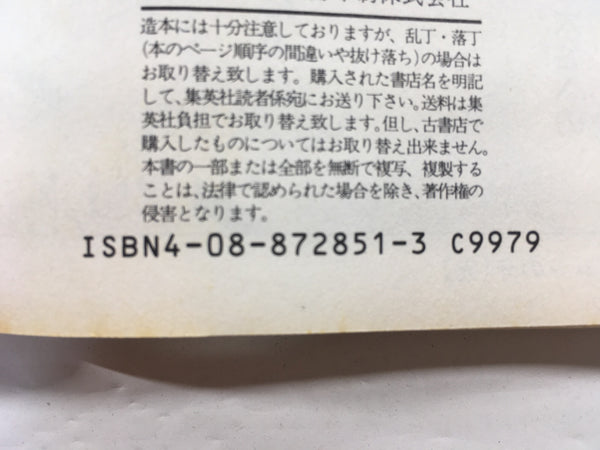 造本には十分注意しておりますが、乱丁・落丁
(本のページ順序の間違いや抜け落ち)の場合は
お取り替え致します。購入された書店名を明記
して、集英社読者係宛にお送り下さい。送料は集
英社負担でお取り替え致します。但し、古書店で
購入したものについてはお取り替え出来ません。
本書の一部または全部を無断で複写、複製する
ことは、法律で認められた場合を除き、著作権の
侵害となります。
ISBN4-08-872851-3 C9979